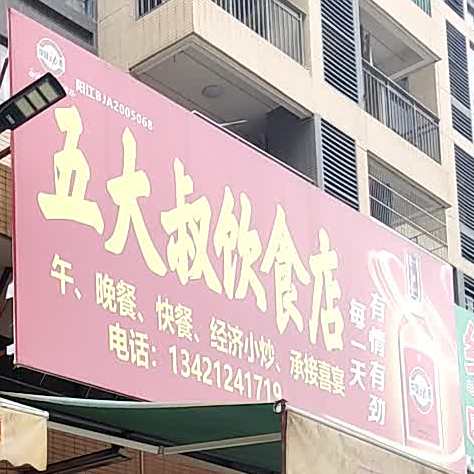 阳江BJA2005068
五大叔饮食店
午、晚餐、快餐、经济小炒、承接喜宴
电话：13421241719
每一天
有情有劲